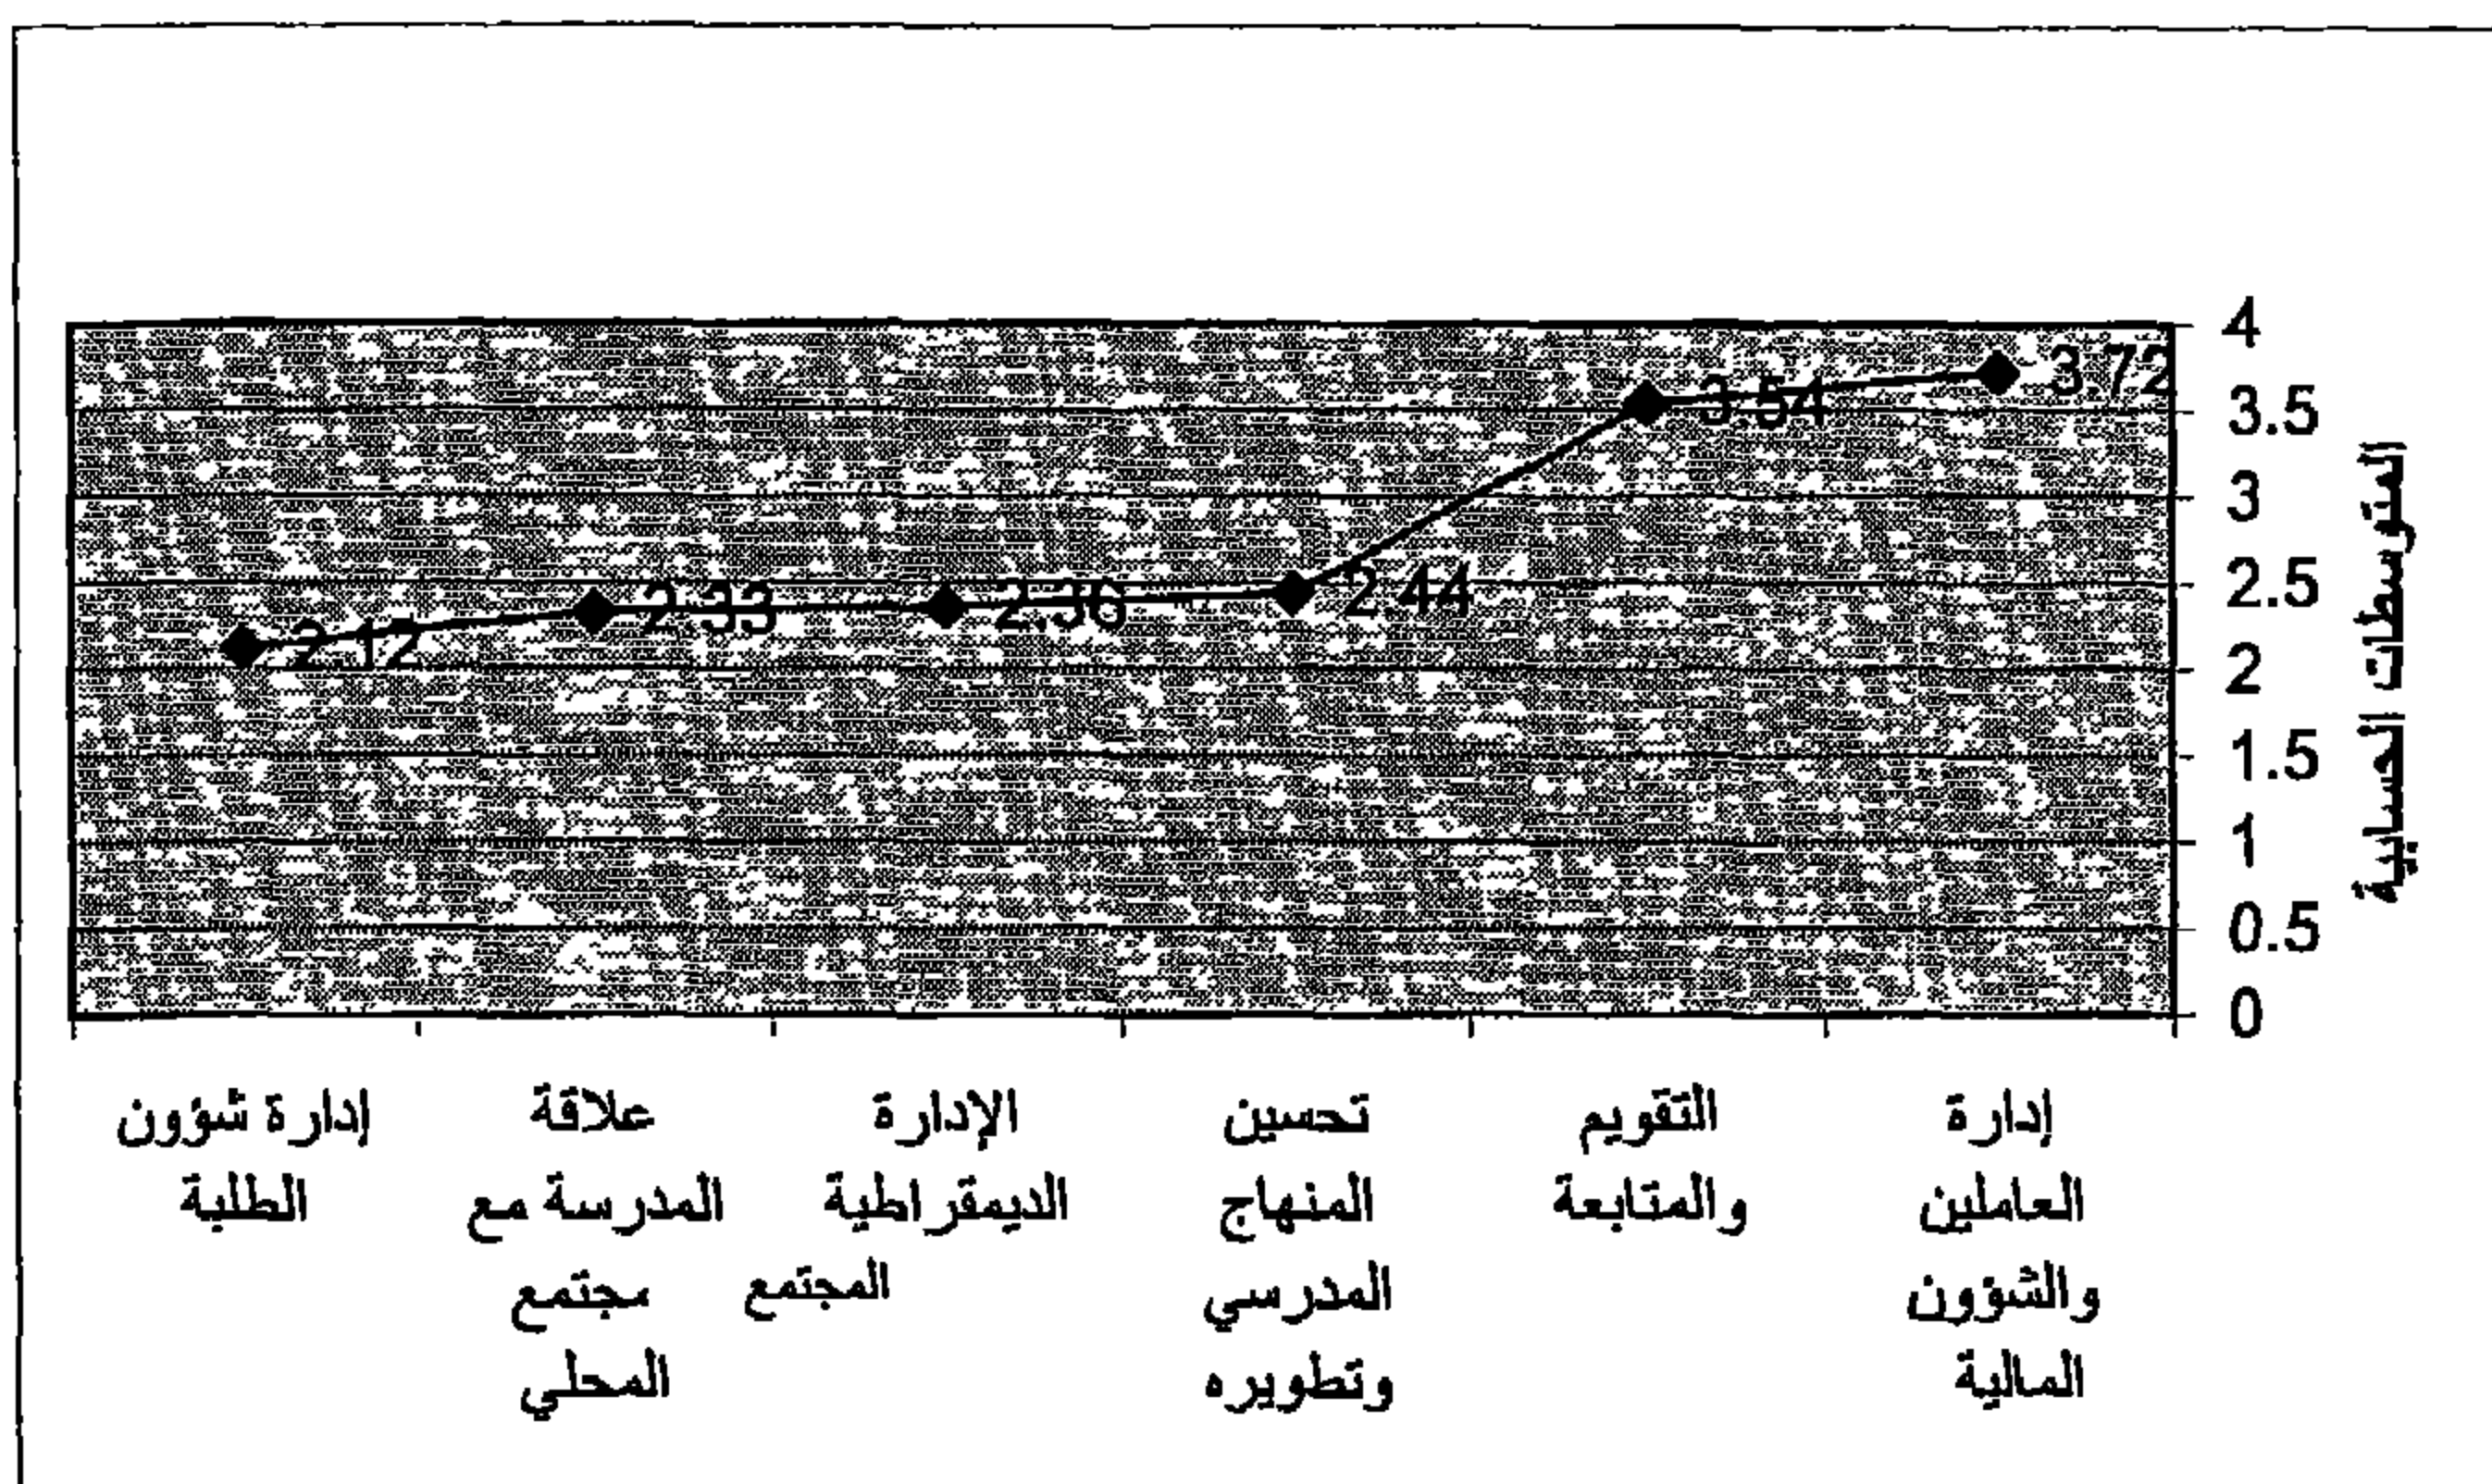 4
3.5
3
2.5
2
1.5
1
0.5
0
المتوسطات الحسابية
3.72
3.54
2.44
2.36
2.33
2.12
إدارة
العاملين
والشؤون
المالية
التقويم
والمتابعة
تحسين
المنهاج
المدرسي
وتطويره
الإدارة
الديمقراطية
المجتمع
علاقة
المدرسة مع
مجتمع
المحلي
إدارة شؤون
الطلبة